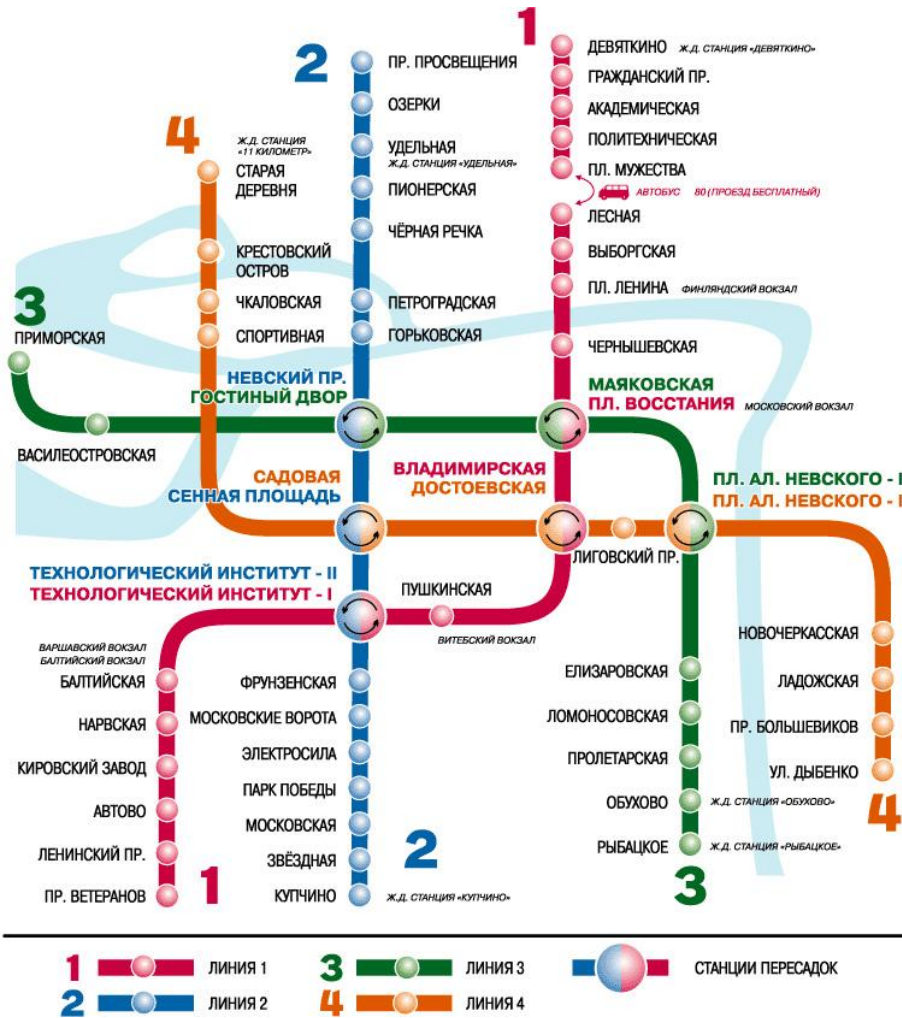 1
ДЕВЯТКИНО Ж.Д. СТАНЦИЯ «ДЕВЯТКИНО»
ГРАЖДАНСКИЙ ПР.
АКАДЕМИЧЕСКАЯ
ПОЛИТЕХНИЧЕСКАЯ
ПЛ. МУЖЕСТВА
АВТОБУС 80 (ПРОЕЗД БЕСПЛАТНЫЙ)
ЛЕСНАЯ
ВЫБОРГСКАЯ
ПЛ. ЛЕНИНА ФИНЛЯНДСКИЙ ВОКЗАЛ
ЧЕРНЫШЕВСКАЯ
2
ПР. ПРОСВЕЩЕНИЯ
ОЗЕРКИ
УДЕЛЬНАЯ
Ж.Д. СТАНЦИЯ «УДЕЛЬНАЯ»
ПИОНЕРСКАЯ
ЧЁРНАЯ РЕЧКА
ПЕТРОГРАДСКАЯ
ГОРЬКОВСКАЯ
4
Ж.Д. СТАНЦИЯ
«11 КИЛОМЕТР»
СТАРАЯ
ДЕРЕВНЯ
КРЕСТОВСКИЙ
ОСТРОВ
ЧКАЛОВСКАЯ
СПОРТИВНАЯ
3
ПРИМОРСКАЯ
ВАСИЛЕОСТРОВСКАЯ
НЕВСКИЙ ПР.
ГОСТИНЫЙ ДВОР
МАЯКОВСКАЯ
ПЛ. ВОССТАНИЯ МОСКОВСКИЙ ВОКЗАЛ
САДОВАЯ
СЕННАЯ ПЛОЩАДЬ
ВЛАДИМИРСКАЯ
ДОСТОЕВСКАЯ
ЛИГОВСКИЙ ПР.
ПЛ. АЛ. НЕВСКОГО - I
ПЛ. АЛ. НЕВСКОГО - I
ТЕХНОЛОГИЧЕСКИЙ ИНСТИТУТ - II
ТЕХНОЛОГИЧЕСКИЙ ИНСТИТУТ - I
ПУШКИНСКАЯ
ВИТЕБСКИЙ ВОКЗАЛ
ВАРШАВСКИЙ ВОКЗАЛ
БАЛТИЙСКИЙ ВОКЗАЛ
БАЛТИЙСКАЯ
НАРВСКАЯ
КИРОВСКИЙ ЗАВОД
АВТОВО
ЛЕНИНСКИЙ ПР.
ПР. ВЕТЕРАНОВ
1
ФРУНЗЕНСКАЯ
МОСКОВСКИЕ ВОРОТА
ЭЛЕКТРОСИЛА
ПАРК ПОБЕДЫ
МОСКОВСКАЯ
ЗВЁЗДНАЯ
КУПЧИНО Ж.Д. СТАНЦИЯ «КУПЧИНО»
2
ЕЛИЗАРОВСКАЯ
ЛОМОНОСОВСКАЯ
ПРОЛЕТАРСКАЯ
ОБУХОВО Ж.Д. СТАНЦИЯ «ОБУХОВО»
РЫБАЦКОЕ Ж.Д. СТАНЦИЯ «РЫБАЦКОЕ»
3
НОВОЧЕРКАССКАЯ
ЛАДОЖСКАЯ
ПР. БОЛЬШЕВИКОВ
УЛ. ДЫБЕНКО
4
1 ЛИНИЯ 1
2 ЛИНИЯ 2
3 ЛИНИЯ 3
4 ЛИНИЯ 4
СТАНЦИИ ПЕРЕСАДОК